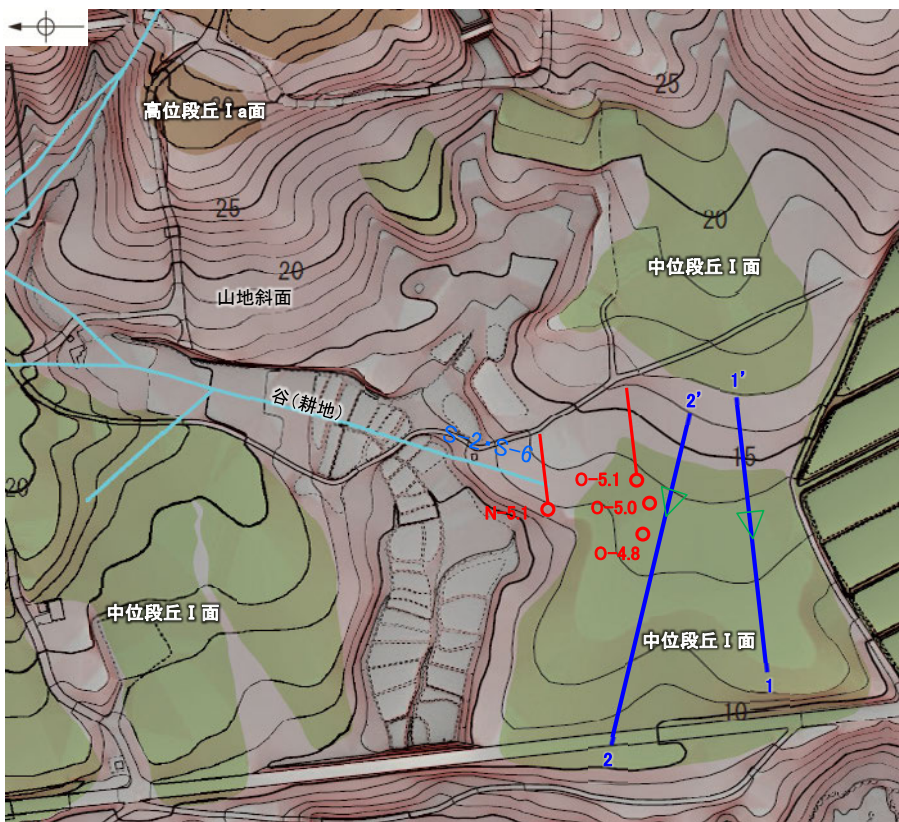 高位段丘Ⅰa面
25
25
20
20
中位段丘Ⅰ面
山地斜面
谷(耕地)
1'
2'
S-2・S-6
15
O-5.1
20
N-5.1
O-5.0
O-4.8
中位段丘Ⅰ面
中位段丘Ⅰ面
1
10
2